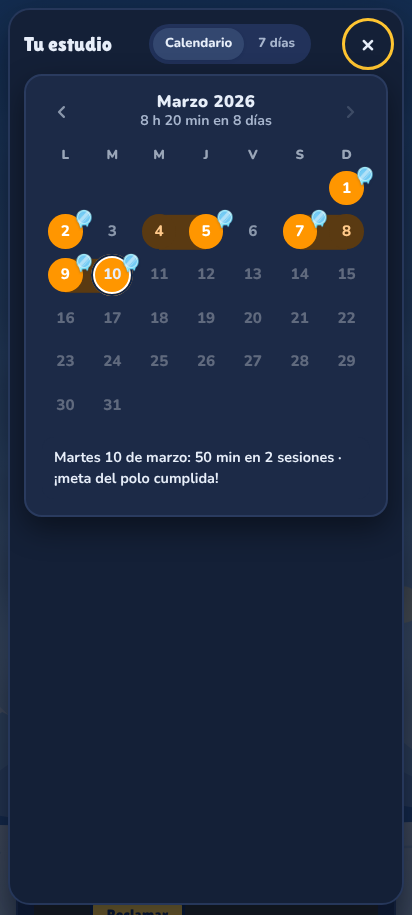 Tu estudio
Calendario
7 días
Marzo 2026
8 h 20 min en 8 días
L M M J V S D
1
2 3 4 5 6 7 8
9 10 11 12 13 14 15
16 17 18 19 20 21 22
23 24 25 26 27 28 29
30 31
Martes 10 de marzo: 50 min en 2 sesiones ·
¡meta del polo cumplida!
Reclamar